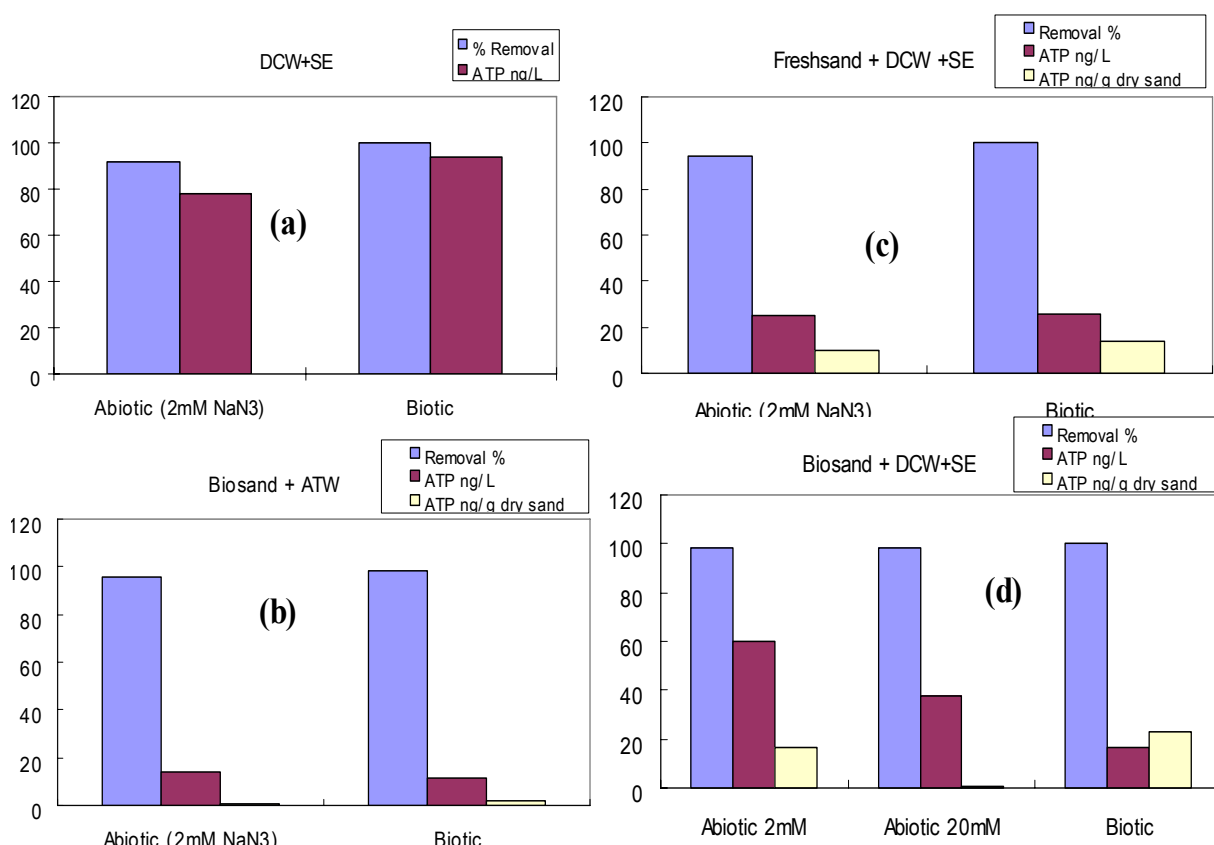 DCW+SE
% Removal
ATP ng/L
120
100
80
60
40
20
0
(a)
Abiotic (2mM NaN3)
Biotic
Freshsand + DCW +SE
Removal %
ATP ng/L
ATP ng/g dry sand
120
100
80
60
40
20
0
(c)
Abiotic (2mM NaN3)
Biotic
Biosand + ATW
Removal %
ATP ng/L
ATP ng/g dry sand
120
100
80
60
40
20
0
(b)
Abiotic (2mM NaN3)
Biotic
Biosand + DCW+SE
Removal %
ATP ng/L
ATP ng/g dry sand
120
100
80
60
40
20
0
(d)
Abiotic 2mM
Abiotic 20mM
Biotic